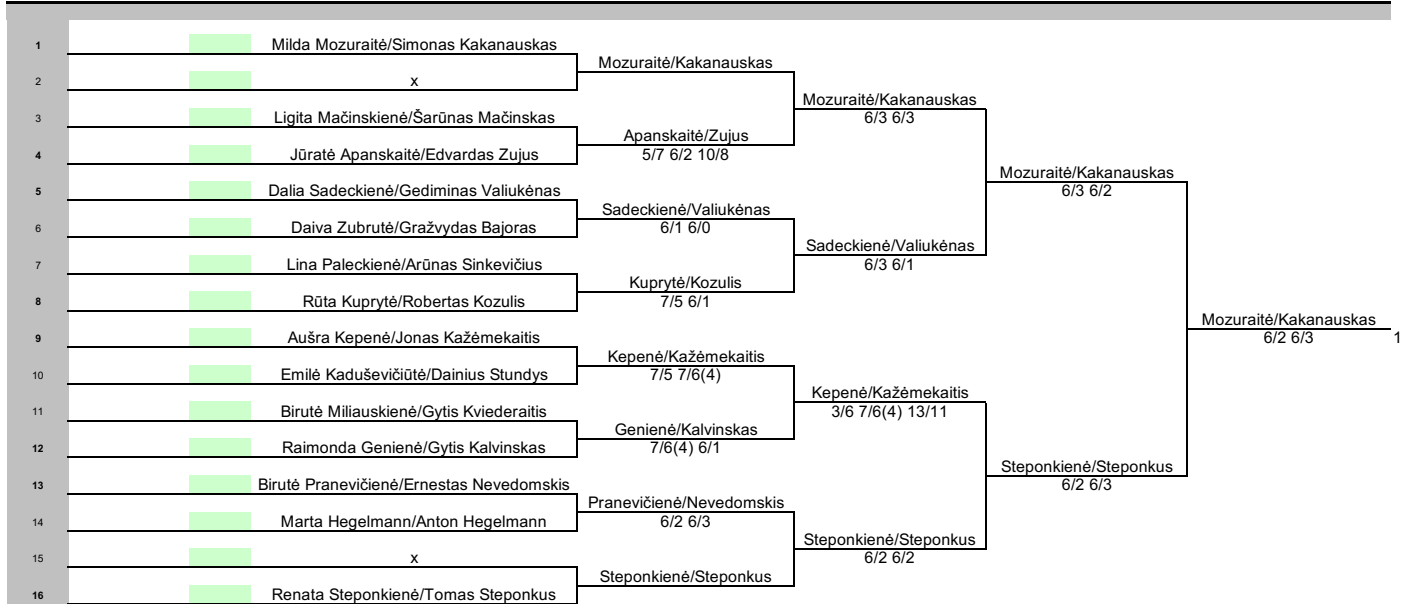 1 Milda Mozuraitė/Simonas Kakanauskas
Mozuraitė/Kakanauskas
2 x
Mozuraitė/Kakanauskas
3 Ligita Mačinskienė/Šarūnas Mačinskas
6/3 6/3
Apanskaitė/Zujus
4 Jūratė Apanskaitė/Edvardas Zujus
5/7 6/2 10/8
Mozuraitė/Kakanauskas
5 Dalia Sadeckienė/Gediminas Valiukėnas
6/3 6/2
Sadeckienė/Valiukėnas
6 Daiva Zubrutė/Gražvydas Bajoras
6/1 6/0
Sadeckienė/Valiukėnas
7 Lina Paleckienė/Arūnas Sinkevičius
6/3 6/1
Kuprytė/Kozulis
8 Rūta Kuprytė/Robertas Kozulis
7/5 6/1
Mozuraitė/Kakanauskas
9 Aušra Kepenė/Jonas Kažėmekaitis
6/2 6/3 1
Kepenė/Kažėmekaitis
10 Emilė Kaduševičiūtė/Dainius Stundys
7/5 7/6(4)
Kepenė/Kažėmekaitis
11 Birutė Miliauskienė/Gytis Kviederaitis
3/6 7/6(4) 13/11
Genienė/Kalvinskas
12 Raimonda Genienė/Gytis Kalvinskas
7/6(4) 6/1
Steponkienė/Steponkus
13 Birutė Pranevičienė/Ernestas Nevedomskis
6/2 6/3
Pranevičienė/Nevedomskis
14 Marta Hegelmann/Anton Hegelmann
6/2 6/3
Steponkienė/Steponkus
15 x
6/2 6/2
Steponkienė/Steponkus
16 Renata Steponkienė/Tomas Steponkus